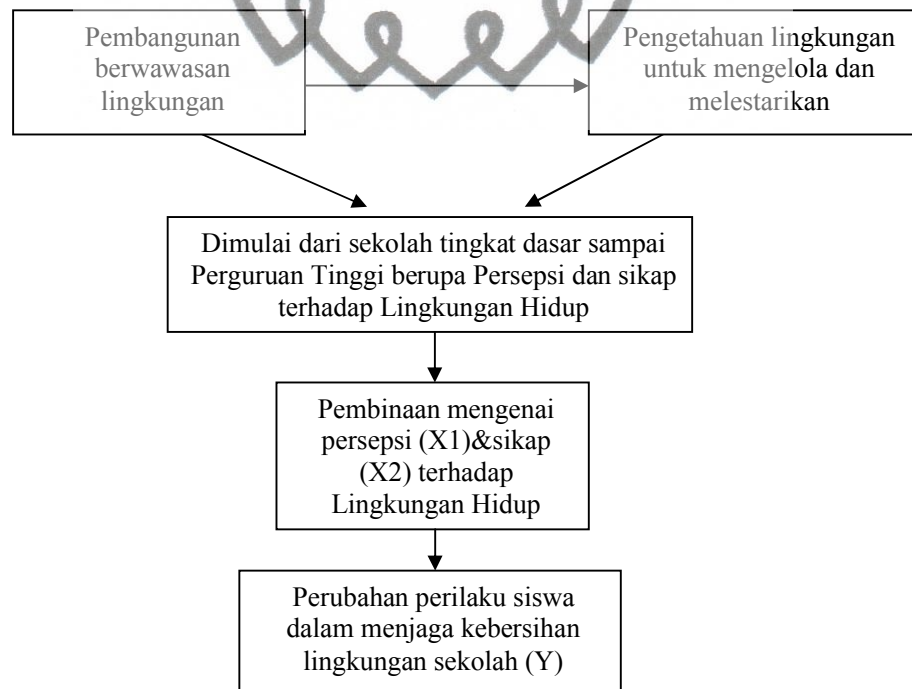 Pembangunan
berwawasan
lingkungan
Pengetahuan lingkungan
untuk mengelola dan
melestarikan
Dimulai dari sekolah tingkat dasar sampai
Perguruan Tinggi berupa Persepsi dan sikap
terhadap Lingkungan Hidup
Pembinaan mengenai
persepsi (X1)&sikap
(X2) terhadap
Lingkungan Hidup
Perubahan perilaku siswa
dalam menjaga kebersihan
lingkungan sekolah (Y)